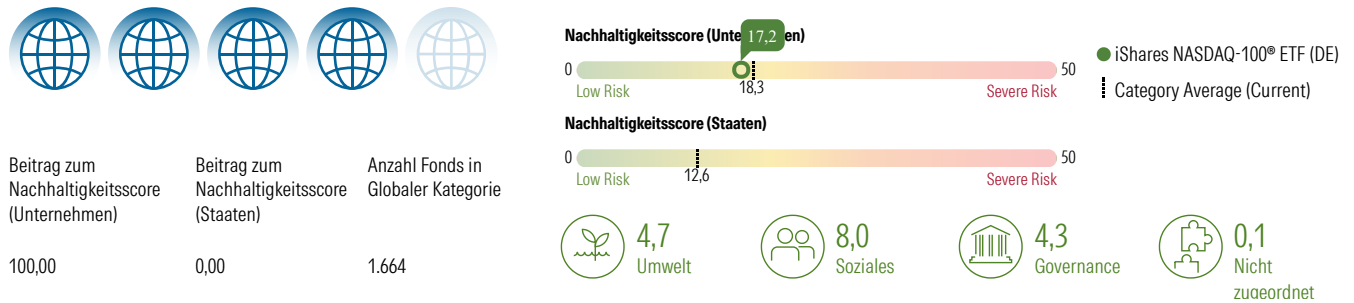 Beitrag zum
Nachhaltigkeitsscore
(Unternehmen)
100,00
Beitrag zum
Nachhaltigkeitsscore
(Staaten)
0,00
Anzahl Fonds in
Globaler Kategorie
1.664
Nachhaltigkeitsscore (Unte en)
17,2
0
50
Low Risk
18,3
Severe Risk
Nachhaltigkeitsscore (Staaten)
0
50
Low Risk
12,6
Severe Risk
iShares NASDAQ-100® ETF (DE)
Category Average (Current)
4,7
Umwelt
8,0
Soziales
4,3
Governance
0,1
Nicht
zugeordnet